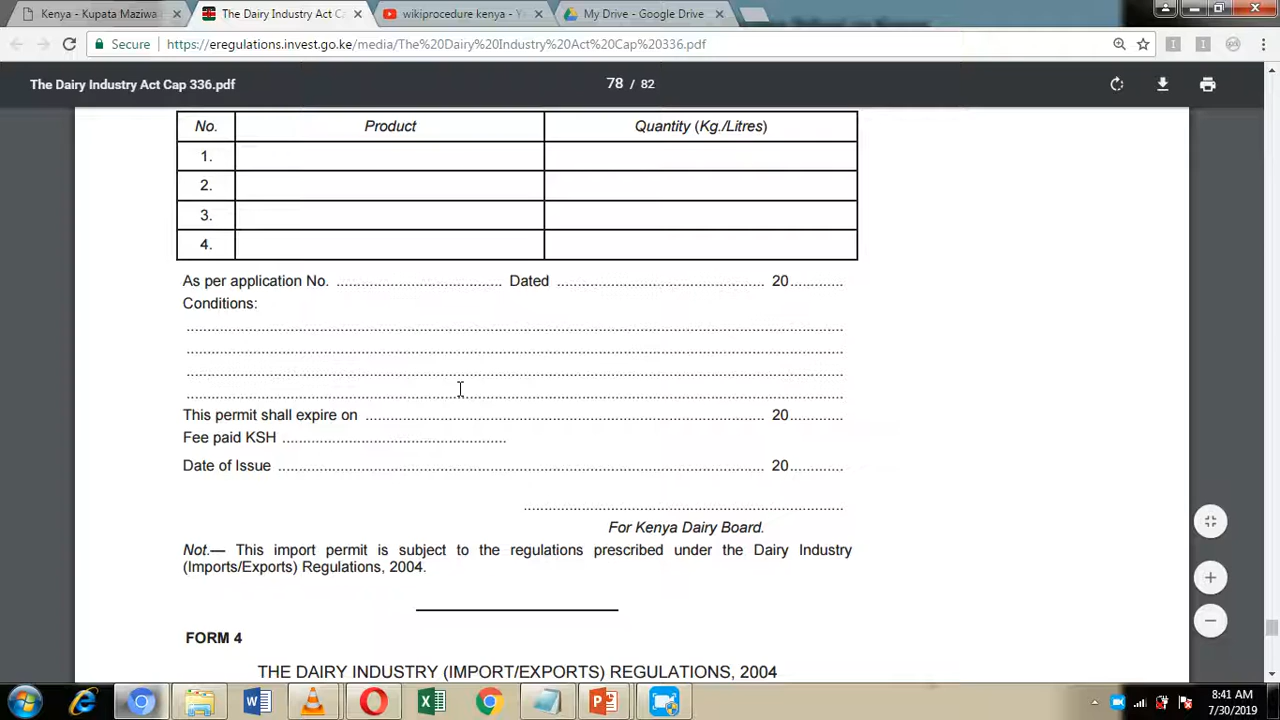 Kenya - Kupata Maziwa
The Dairy Industry Act Ca
wikiprocedure kenya - Y
My Drive - Google Drive
Secure
https://eregulations.invest.go.ke/media/The%20Dairy%20Industry%20Act%20Cap%20336.pdf
The Dairy Industry Act Cap 336.pdf
78 / 82
No. Product Quantity (Kg./Litres)
1.
2.
3.
4.
As per application No. .......................................... Dated .................................................... 20.............
Conditions:
................................................................................................................................................
................................................................................................................................................
................................................................................................................................................
................................................................................................................................................
This permit shall expire on .................................................................................................. 20.............
Fee paid KSH ........................................................
Date of Issue ......................................................................................................................... 20.............
................................................................................
For Kenya Dairy Board.
Not.— This import permit is subject to the regulations prescribed under the Dairy Industry
(Imports/Exports) Regulations, 2004.
FORM 4
THE DAIRY INDUSTRY (IMPORT/EXPORTS) REGULATIONS, 2004
8:41 AM
7/30/2019